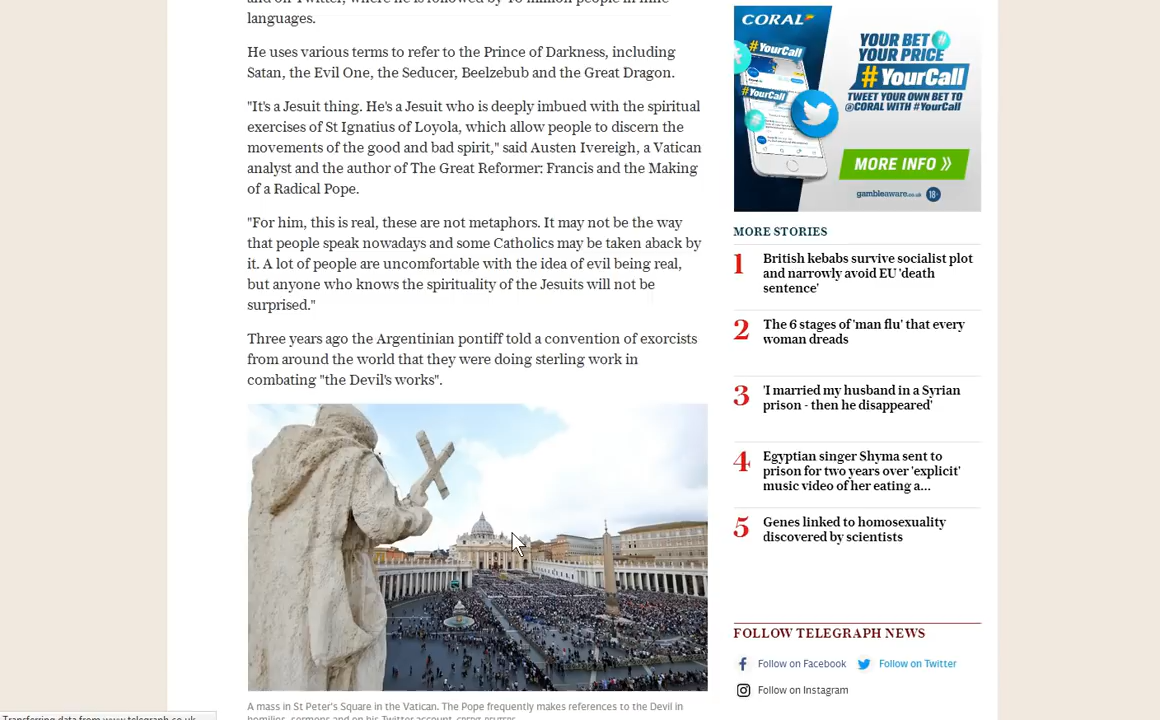 and on Twitter, where he is followed by 40 million people in nine
languages.
He uses various terms to refer to the Prince of Darkness, including
Satan, the Evil One, the Seducer, Beelzebub and the Great Dragon.
"It's a Jesuit thing. He's a Jesuit who is deeply imbued with the spiritual
exercises of St Ignatius of Loyola, which allow people to discern the
movements of the good and bad spirit," said Austen Ivereigh, a Vatican
analyst and the author of The Great Reformer: Francis and the Making
of a Radical Pope.
"For him, this is real, these are not metaphors. It may not be the way
that people speak nowadays and some Catholics may be taken aback by
it. A lot of people are uncomfortable with the idea of evil being real,
but anyone who knows the spirituality of the Jesuits will not be
surprised."
Three years ago the Argentinian pontiff told a convention of exorcists
from around the world that they were doing sterling work in
combating "the Devil's works".
A mass in St Peter's Square in the Vatican. The Pope frequently makes references to the Devil in
homilies, sermons and on his Twitter account. CREDIT: REUTERS
Transferring data from www.telegraph.co.uk...
CORAL
#YourCall
#YourCall
YOUR BET
YOUR PRICE
#YourCall
TWEET YOUR OWN BET TO
@CORAL WITH #YourCall
MORE INFO »
gambleaware.co.uk 18+
MORE STORIES
1 British kebabs survive socialist plot
and narrowly avoid EU 'death
sentence'
2 The 6 stages of 'man flu' that every
woman dreads
3 'I married my husband in a Syrian
prison - then he disappeared'
4 Egyptian singer Shyma sent to
prison for two years over 'explicit'
music video of her eating a...
5 Genes linked to homosexuality
discovered by scientists
FOLLOW TELEGRAPH NEWS
Follow on Facebook
Follow on Twitter
Follow on Instagram